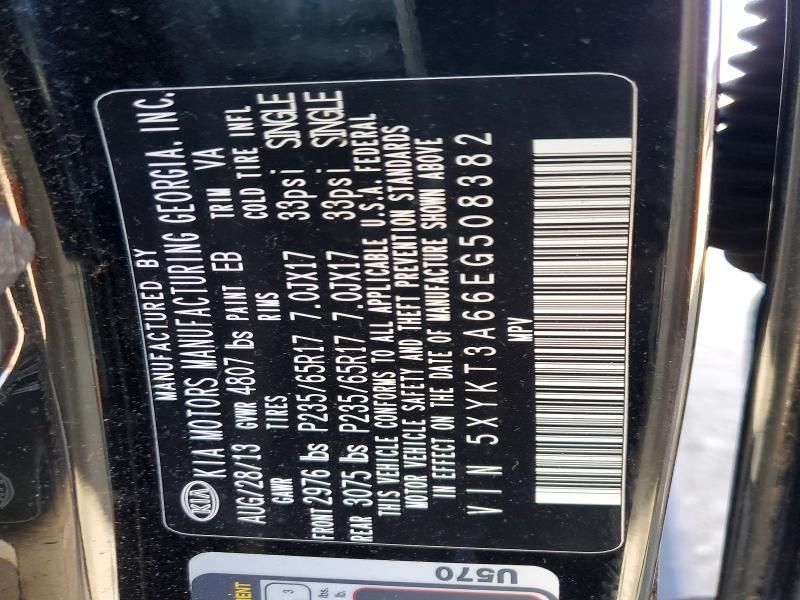 MANUFACTURED BY
KIA KIA MOTORS MANUFACTURING GEORGIA, INC.
AUG/28/13 GVWR 4807 lbs PAINT EB TRIM VA
GAWR TIRES RIMS COLD TIRE INFL
FRONT 2976 lbs P235/65R17 7.0JX17 33psi SINGLE
REAR 3075 lbs P235/65R17 7.0JX17 33psi SINGLE
THIS VEHICLE CONFORMS TO ALL APPLICABLE U.S.A. FEDERAL
MOTOR VEHICLE SAFETY AND THEFT PREVENTION STANDARDS
IN EFFECT ON THE DATE OF MANUFACTURE SHOWN ABOVE
VIN 5XYKT3A66EG508382
MPV
U570
3
lbs.